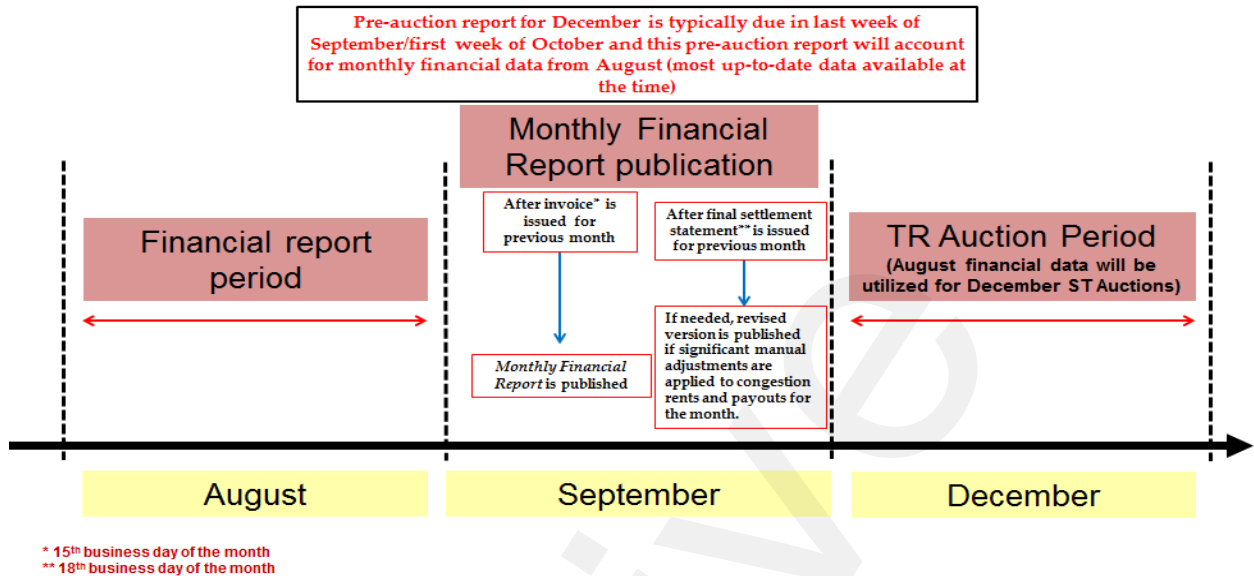 Pre-auction report for December is typically due in last week of
September/first week of October and this pre-auction report will account
for monthly financial data from August (most up-to-date data available at
the time)
Monthly Financial
Report publication
Financial report
period
After invoice* is
issued for
previous month
After final settlement
statement** is issued
for previous month
TR Auction Period
(August financial data will be
utilized for December ST Auctions)
Monthly Financial
Report is published
If needed, revised
version is published
if significant manual
adjustments are
applied to congestion
rents and payouts for
the month.
August
September
December
* 15th business day of the month
** 18th business day of the month